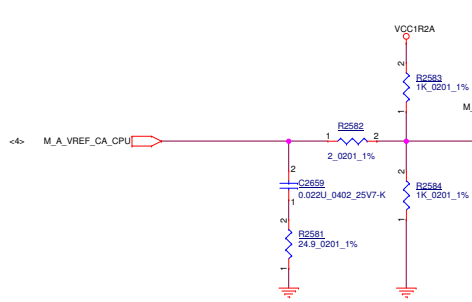 VCC1R2A
2
R2583
1K_0201_1%
1
M_
R2582
<4>
M_A_VREF_CA_CPU
1
2
2_0201_1%
2
2
C2659
0.022U_0402_25V7-K
1
R2584
1K_0201_1%
1
2
R2581
24.9_0201_1%
1